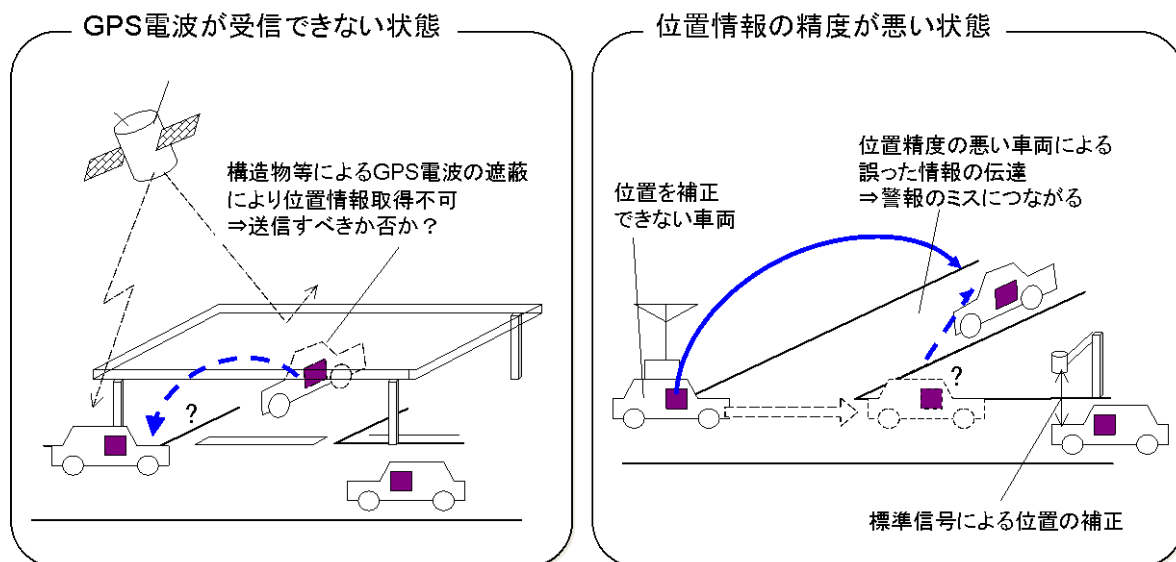 GPS電波が受信できない状態
構造物等によるGPS電波の遮蔽
により位置情報取得不可
⇒送信すべきか否か？
?
位置情報の精度が悪い状態
位置精度の悪い車両による
誤った情報の伝達
⇒警報のミスにつながる
位置を補正
できない車両
?
標準信号による位置の補正